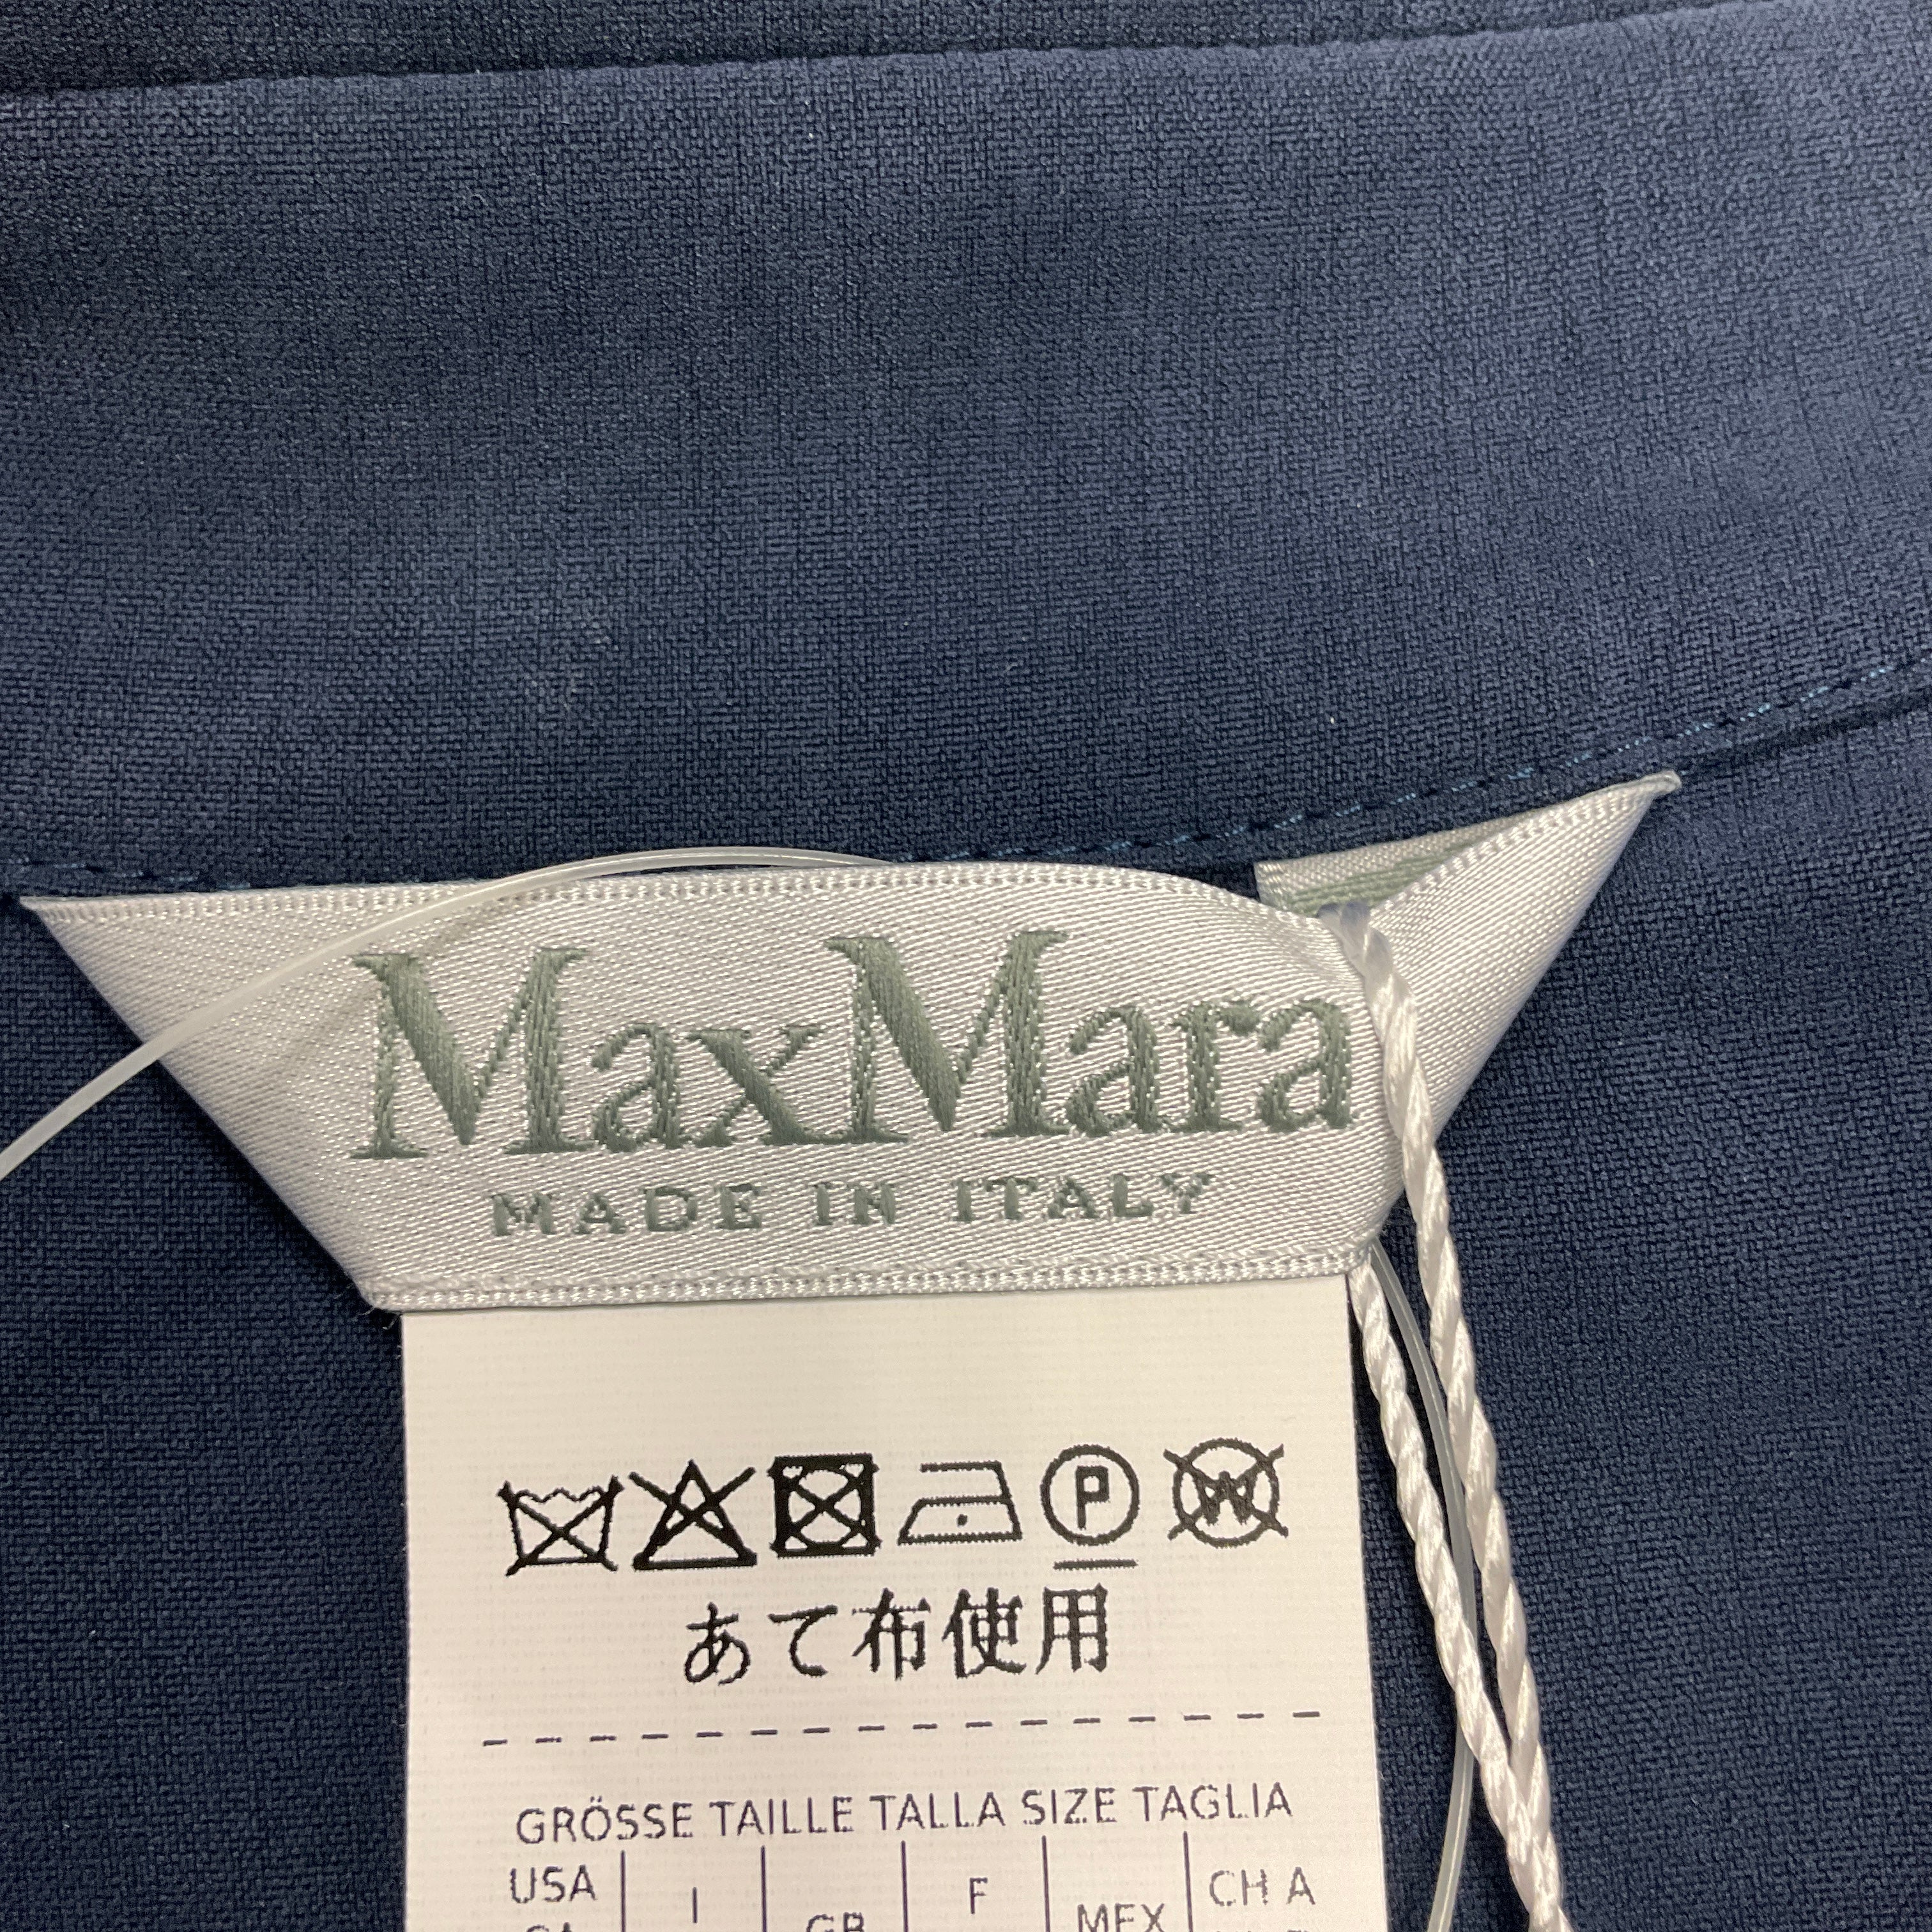 MaxMara
MADE IN ITALY
P W
あて布使用
GRÖSSE TAILLE TALLA SIZE TAGLIA
USA I GB F MEX CH A